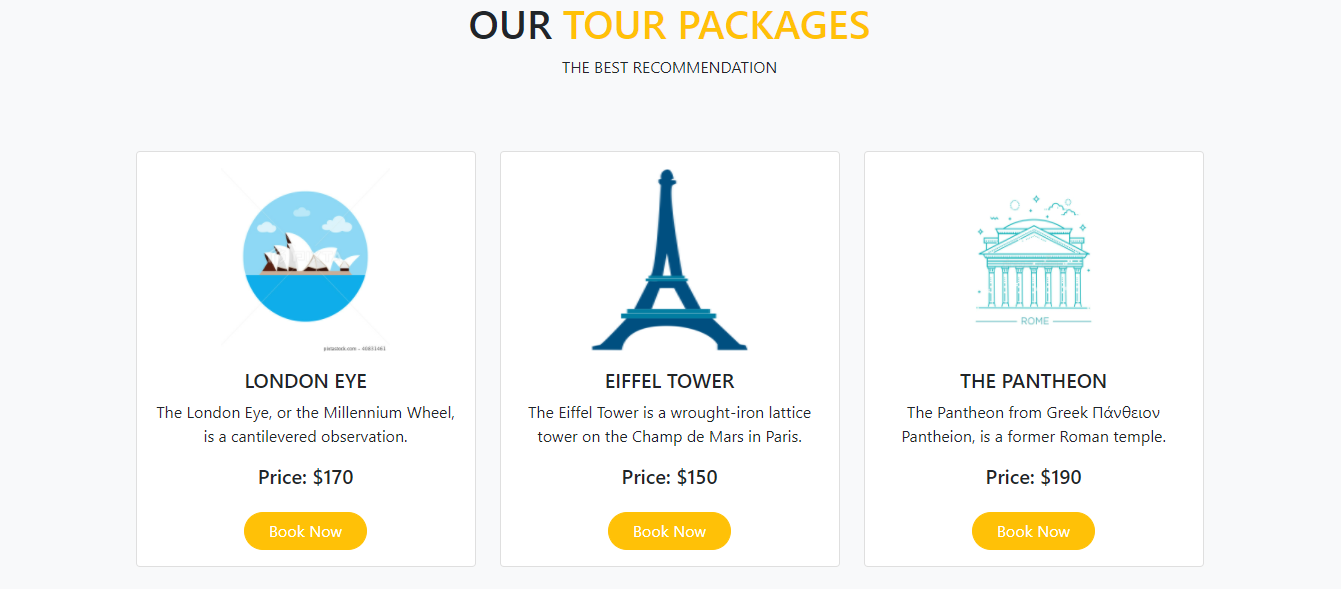 OUR TOUR PACKAGES
THE BEST RECOMMENDATION
LONDON EYE
The London Eye, or the Millennium Wheel,
is a cantilevered observation.
Price: $170
Book Now
EIFFEL TOWER
The Eiffel Tower is a wrought-iron lattice
tower on the Champ de Mars in Paris.
Price: $150
Book Now
ROME
THE PANTHEON
The Pantheon from Greek Πάνθειον
Pantheion, is a former Roman temple.
Price: $190
Book Now